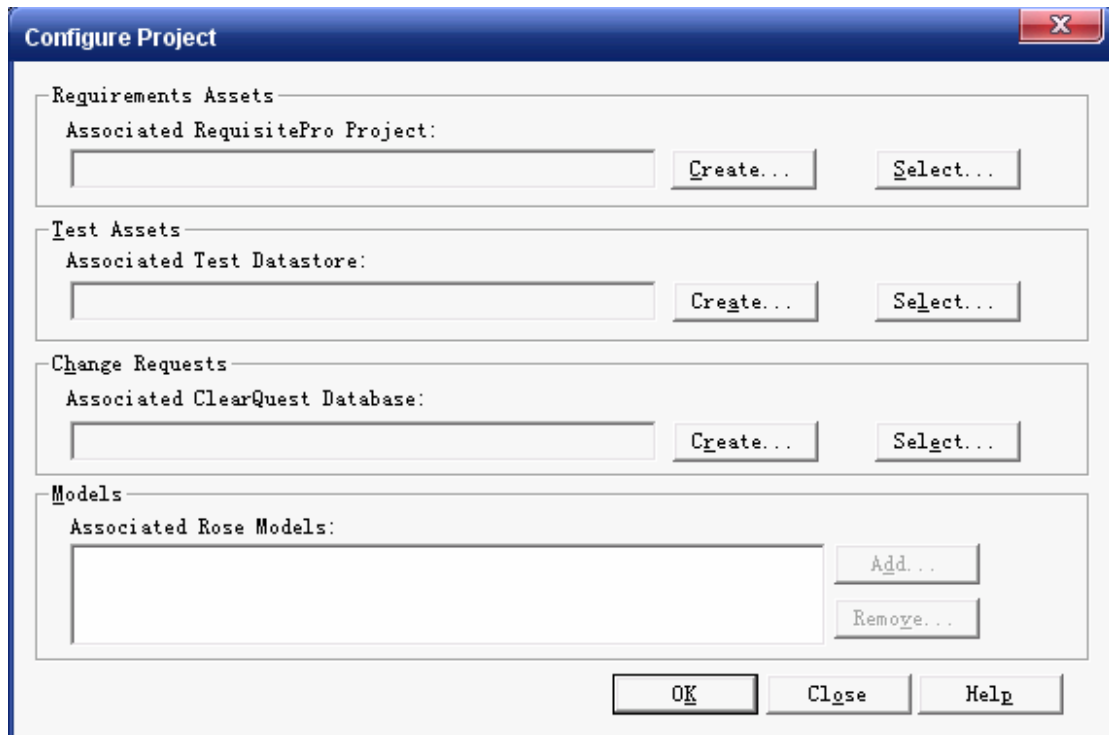 Configure Project
X
Requirements Assets
Associated RequisitePro Project:
Create... Select...
Test Assets
Associated Test Datastore:
Create... Select...
Change Requests
Associated ClearQuest Database:
Create... Select...
Models
Associated Rose Models:
Add...
Remove...
OK Close Help